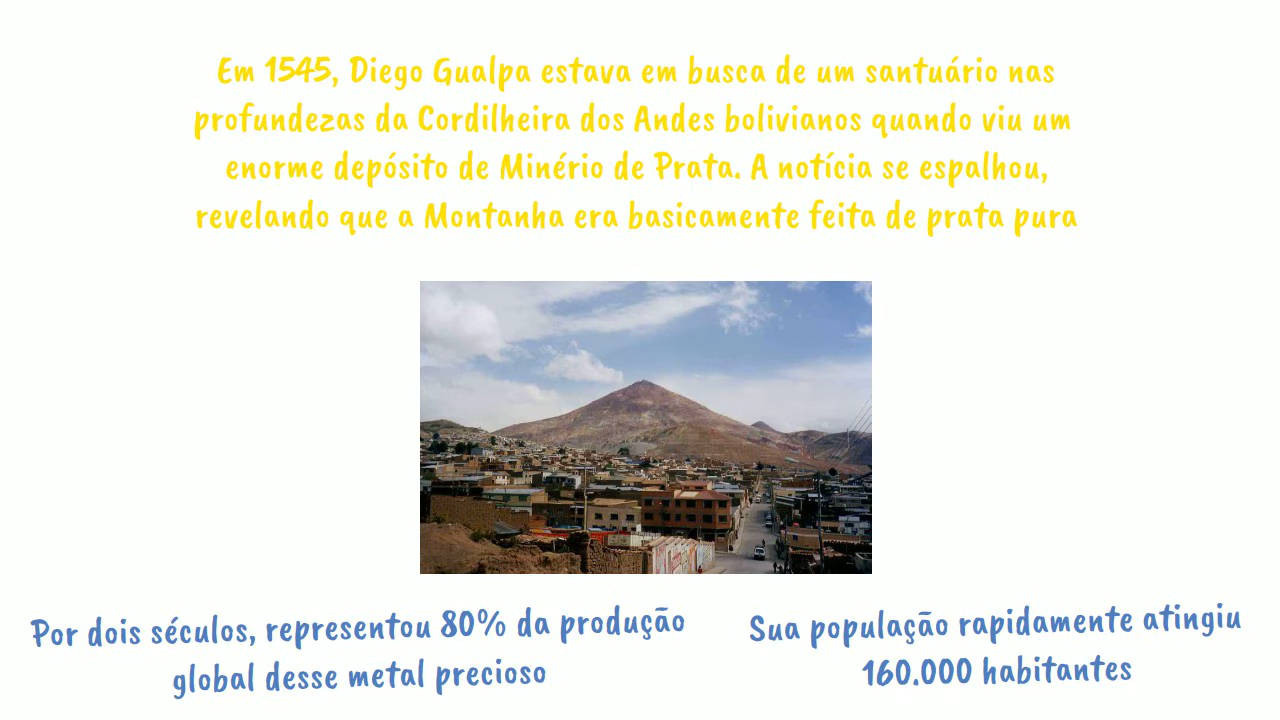 Em 1545, Diego Gualpa estava em busca de um santuário nas
profundezas da Cordilheira dos Andes bolivianos quando viu um
enorme depósito de Minério de Prata. A notícia se espalhou,
revelando que a Montanha era basicamente feita de prata pura
Por dois séculos, representou 80% da produção
global desse metal precioso
Sua população rapidamente atingiu
160.000 habitantes